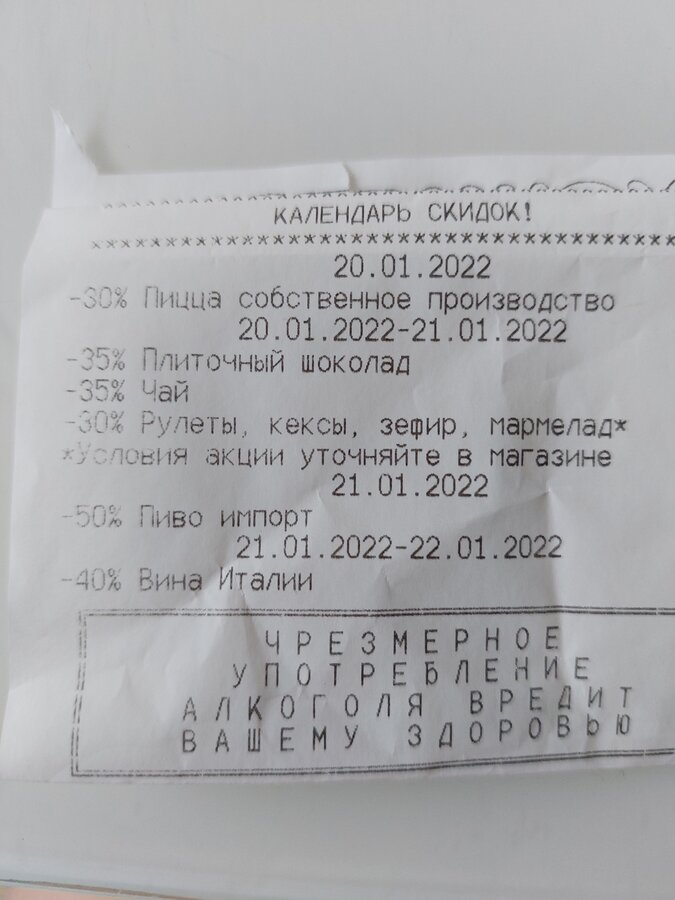 КАЛЕНДАРЬ СКИДОК!
20.01.2022
-30% Пицца собственное производство
20.01.2022-21.01.2022
-35% Плиточный шоколад
-35% Чай
-30% Рулеты, кексы, зефир, мармелад*
*Условия акции уточняйте в магазине
21.01.2022
-50% Пиво импорт
21.01.2022-22.01.2022
-40% Вина Италии
ЧРЕЗМЕРНОЕ
УПОТРЕБЛЕНИЕ
АЛКОГОЛЯ ВРЕДИТ
ВАШЕМУ ЗДОРОВЬЮ